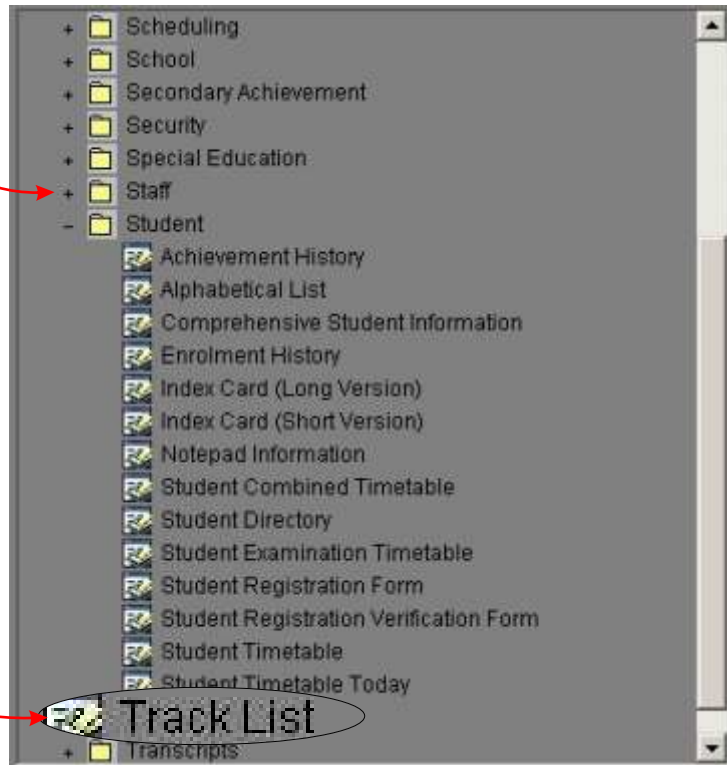 Scheduling
School
Secondary Achievement
Security
Special Education
Staff
Student
Achievement History
Alphabetical List
Comprehensive Student Information
Enrolment History
Index Card (Long Version)
Index Card (Short Version)
Notepad Information
Student Combined Timetable
Student Directory
Student Examination Timetable
Student Registration Form
Student Registration Verification Form
Student Timetable
Student Timetable Today
Track List
Transcripts